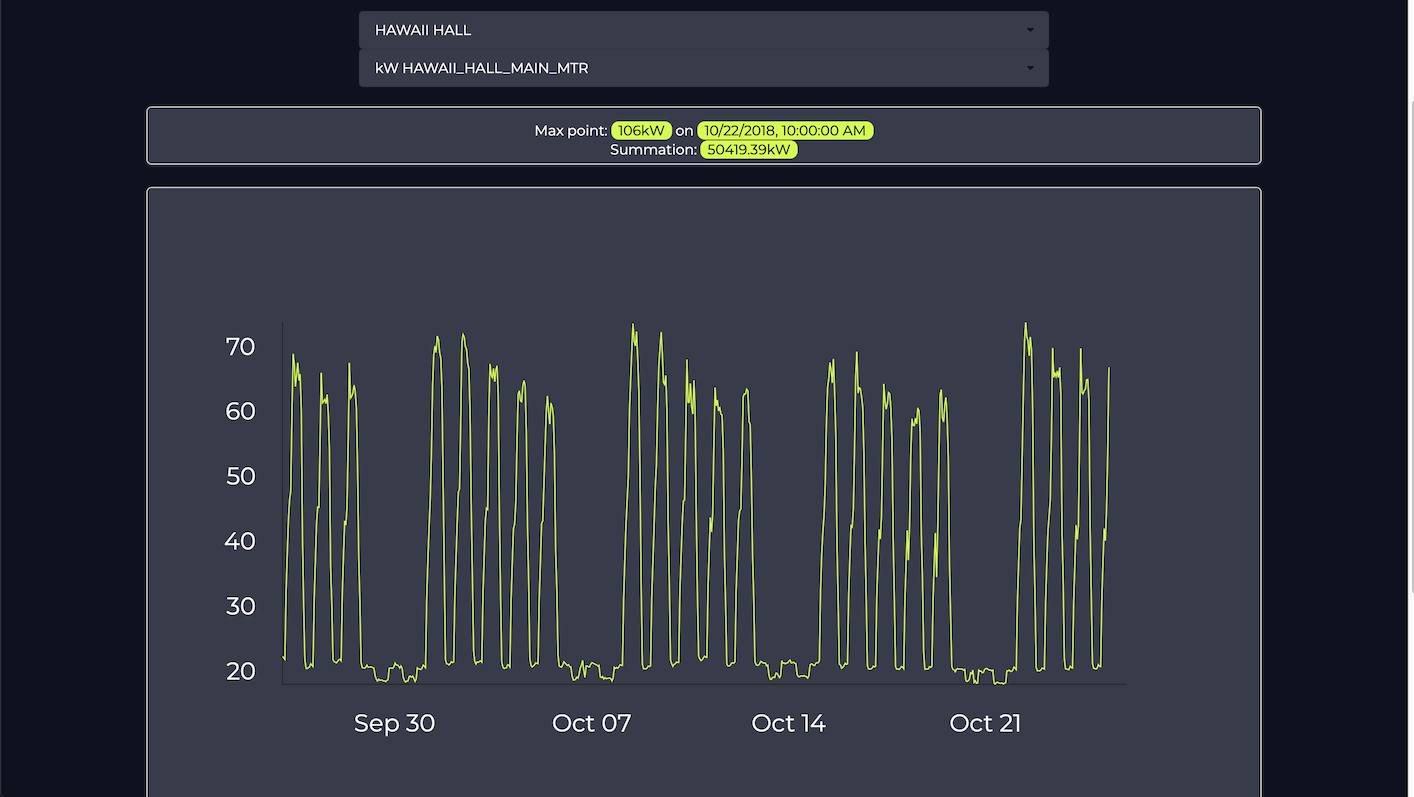 HAWAII HALL
kW HAWAII_HALL_MAIN_MTR
Max point: 106kW on 10/22/2018, 10:00:00 AM
Summation: 50419.39kW
70
60
50
40
30
20
Sep 30 Oct 07 Oct 14 Oct 21